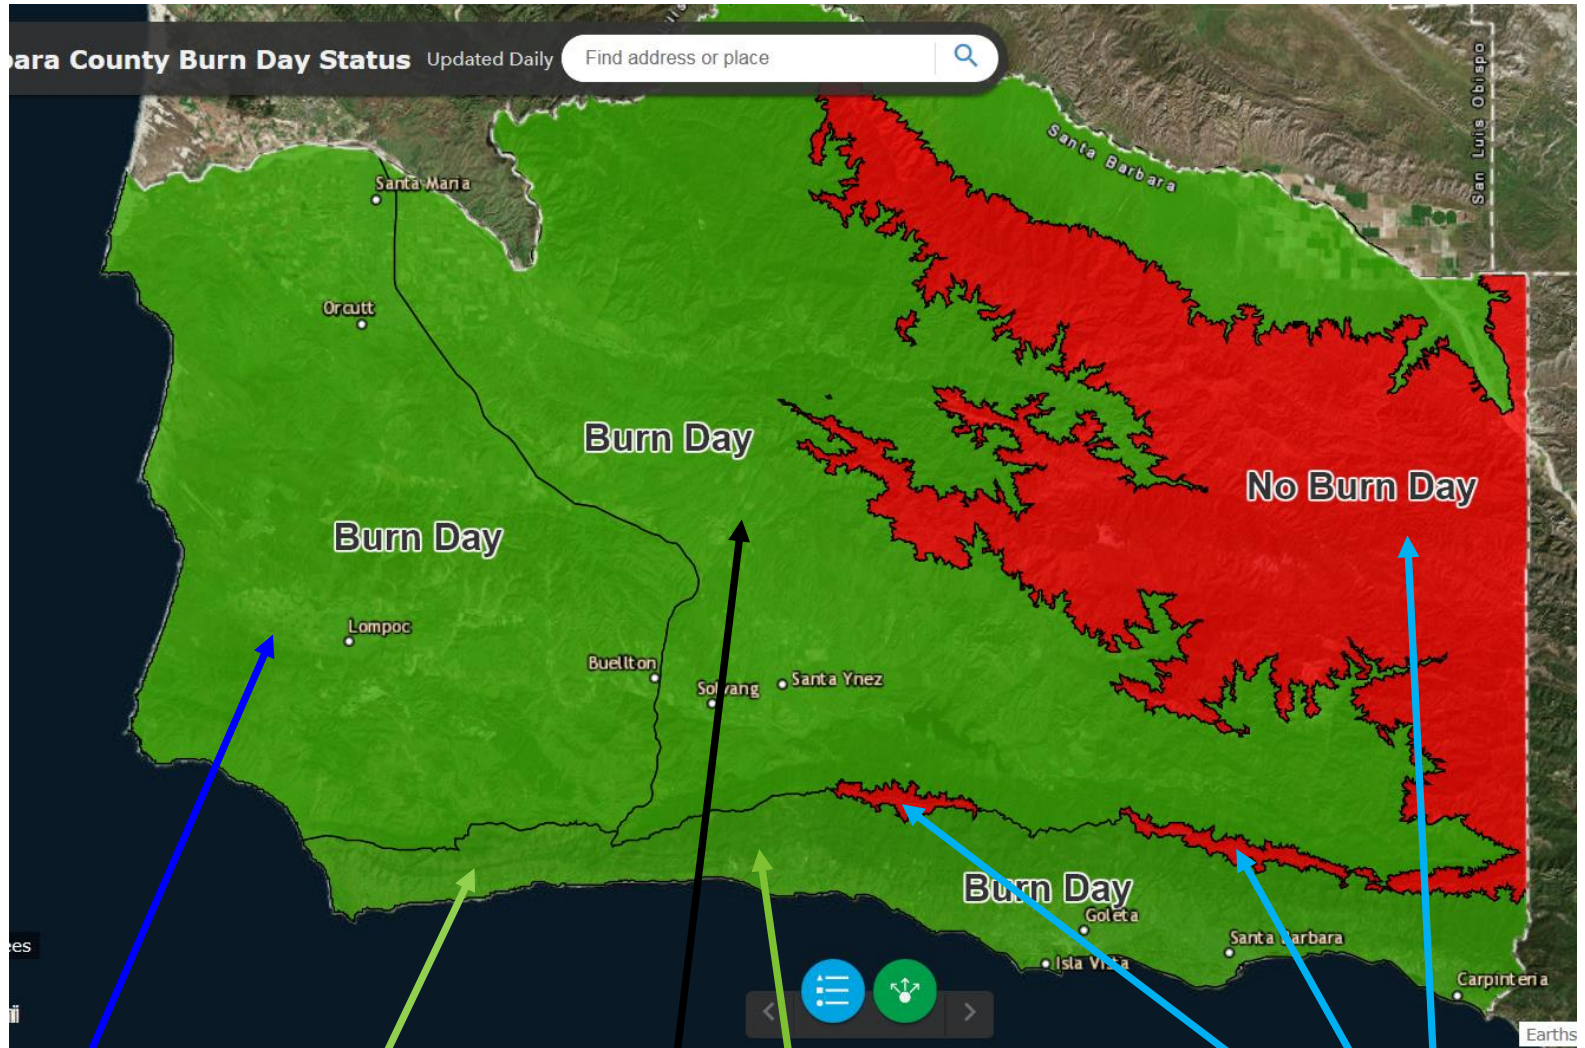 bara County Burn Day Status Updated Daily
Find address or place
San Luis Obispo
Santa Barbara
Santa Maria
Orcutt
Burn Day
No Burn Day
Burn Day
Lompoc
Buellton
Solvang
Santa Ynez
Burn Day
Goleta
Santa Barbara
Isla Vista
Carpinteria
ees
Earths